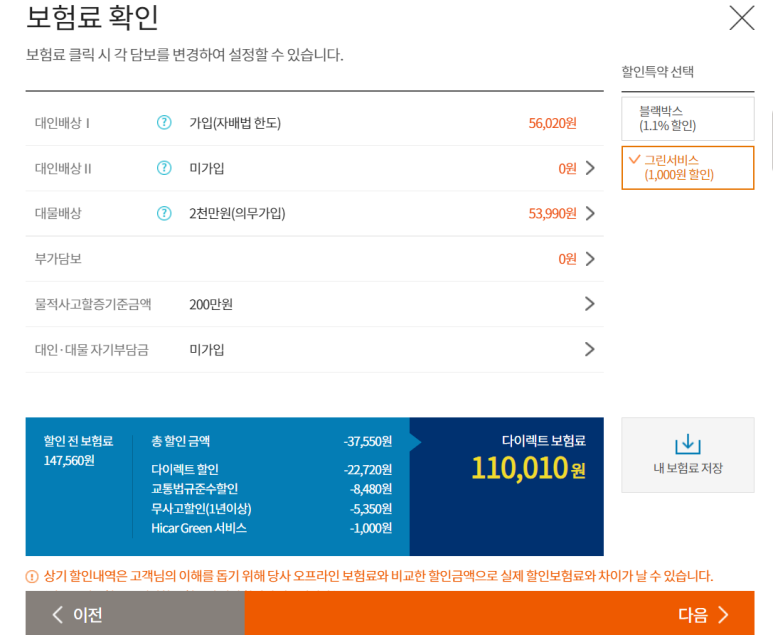 보험료 확인
보험료 클릭 시 각 담보를 변경하여 설정할 수 있습니다.
할인특약 선택
대인배상 I ? 가입(자배법 한도) 56,020원
블랙박스
(1.1% 할인)
대인배상 II ? 미가입 0원
그린서비스
(1,000원 할인)
대물배상 ? 2천만원(의무가입) 53,990원
부가담보 0원
물적사고할증기준금액 200만원
대인·대물 자기부담금 미가입
할인 전 보험료
147,560원
총 할인 금액 -37,550원
다이렉트 할인 -22,720원
교통법규준수할인 -8,480원
무사고할인(1년이상) -5,350원
Hicar Green 서비스 -1,000원
다이렉트 보험료
110,010원
내 보험료 저장
상기 할인내역은 고객님의 이해를 돕기 위해 당사 오프라인 보험료와 비교한 할인금액으로 실제 할인보험료와 차이가 날 수 있습니다.
이전
다음